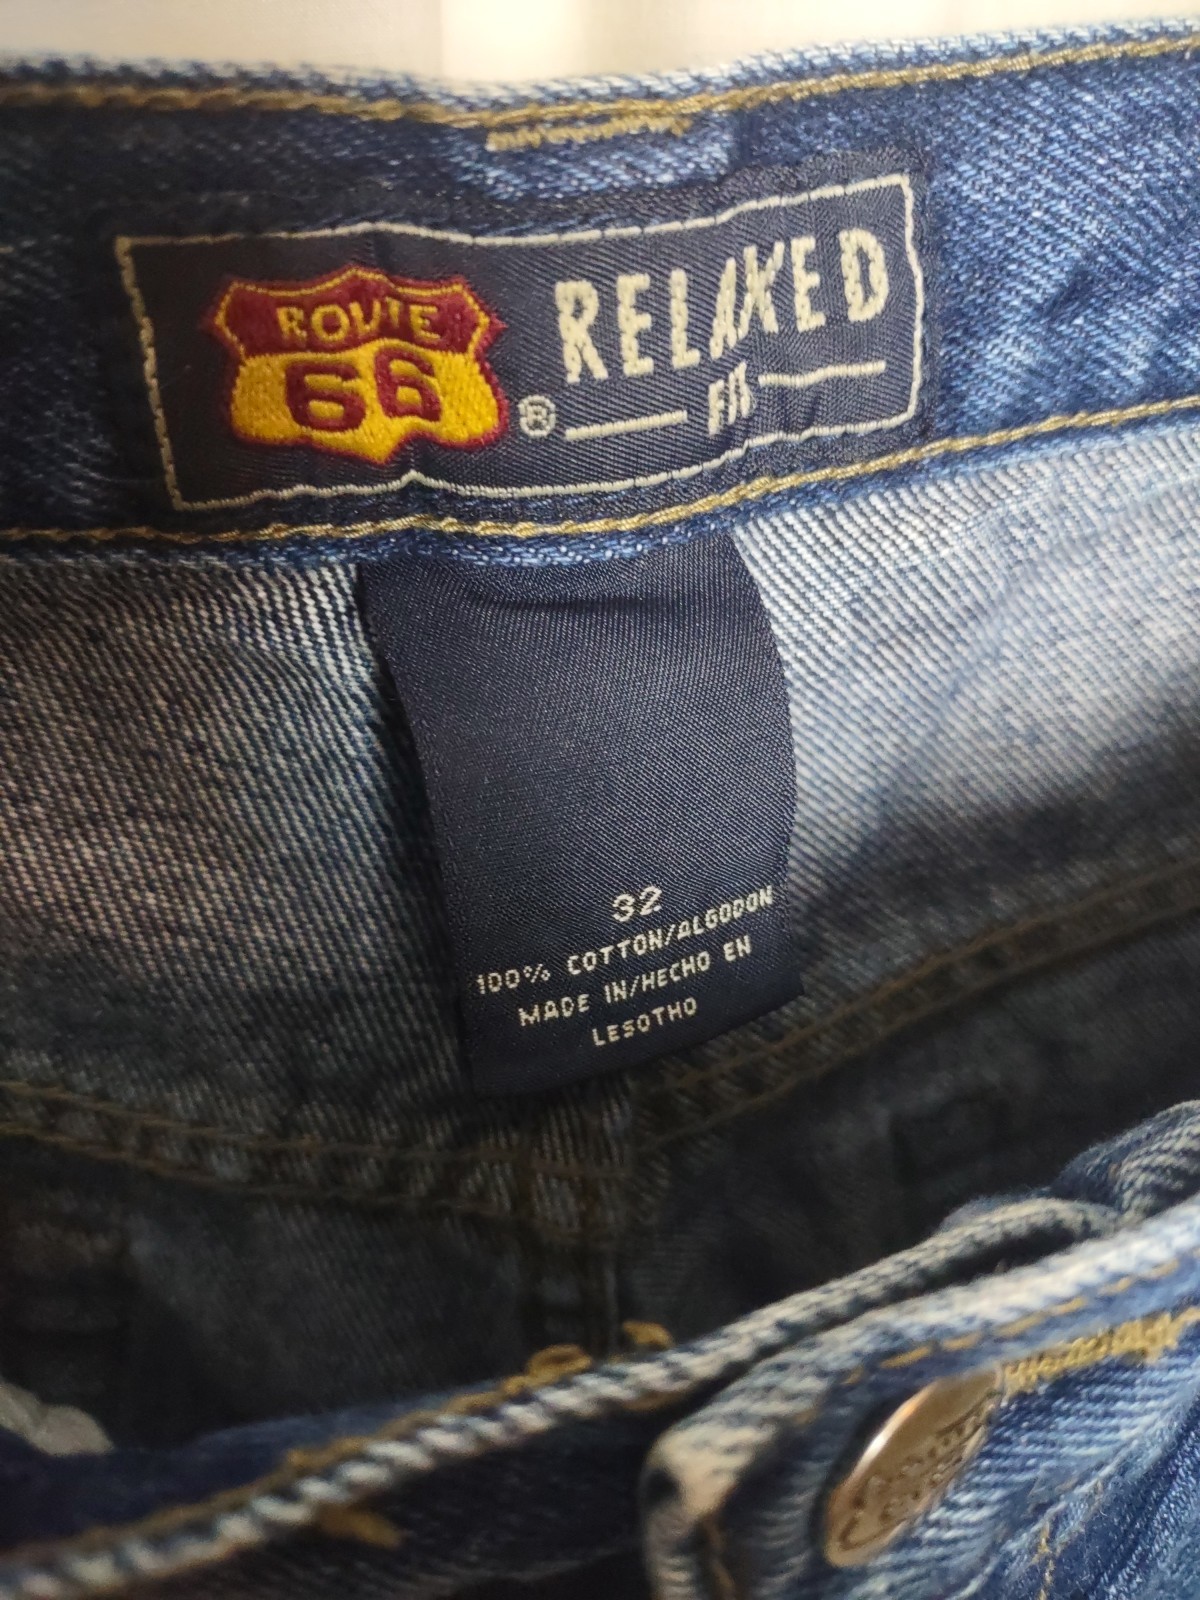 ROUTE
66
®
RELAXED
FIT
32
100% COTTON/ALGODON
MADE IN/HECHO EN
LESOTHO